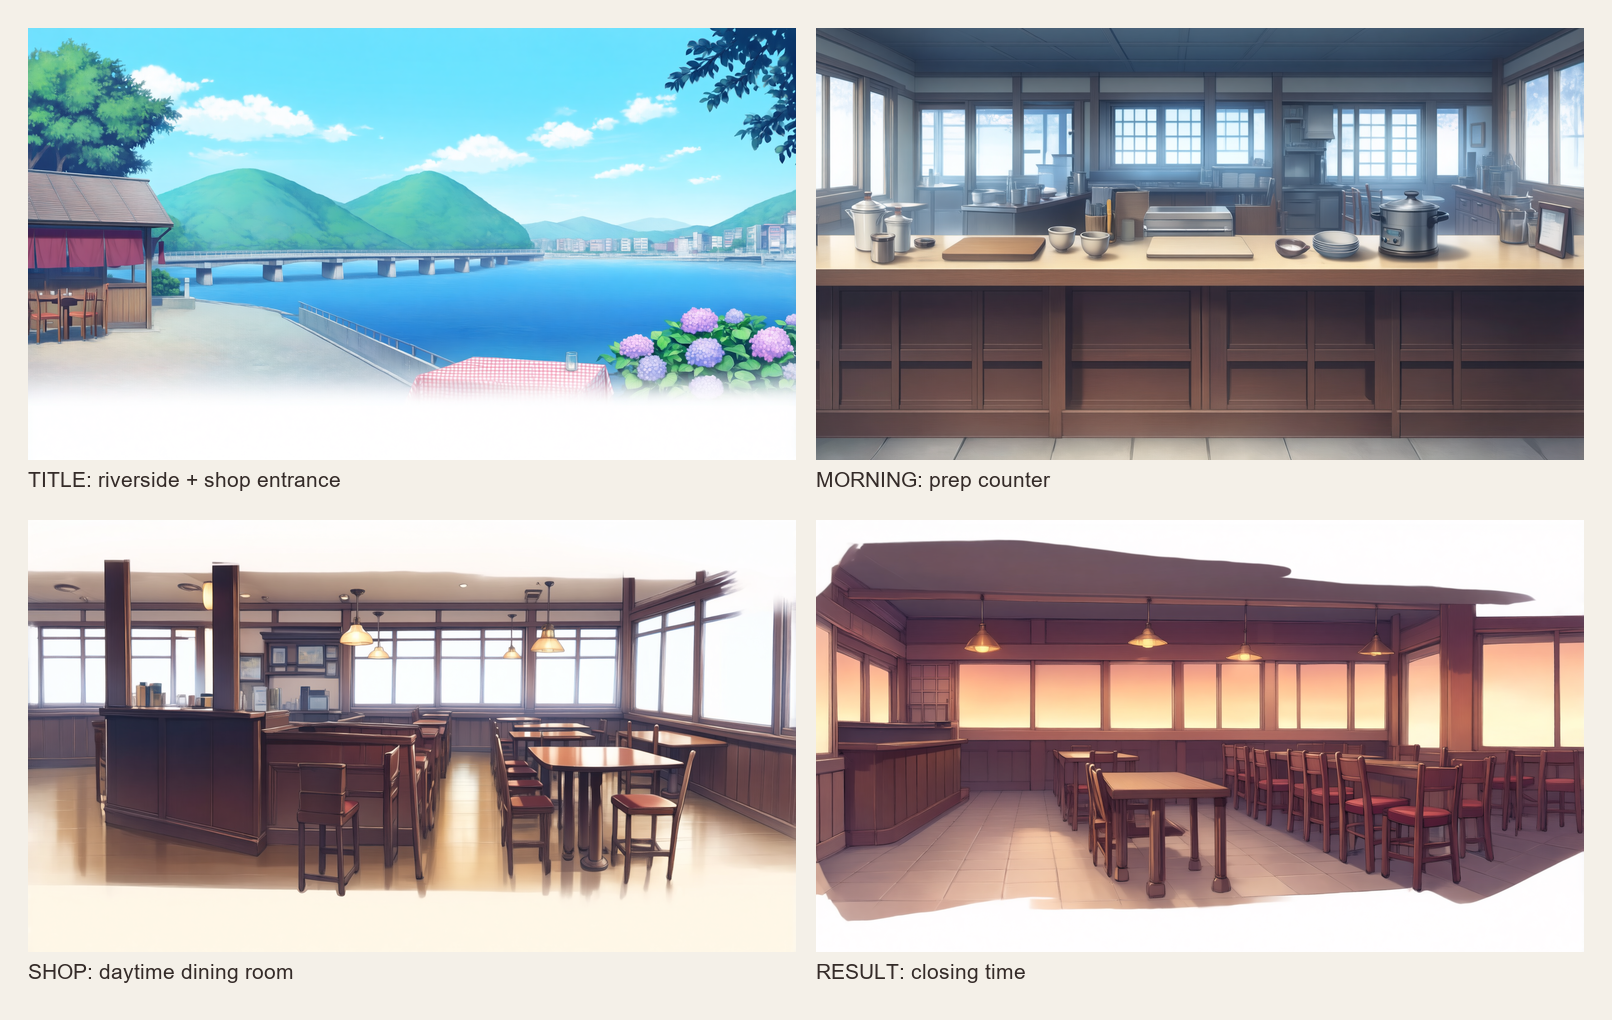 TITLE: riverside + shop entrance
MORNING: prep counter
SHOP: daytime dining room
RESULT: closing time